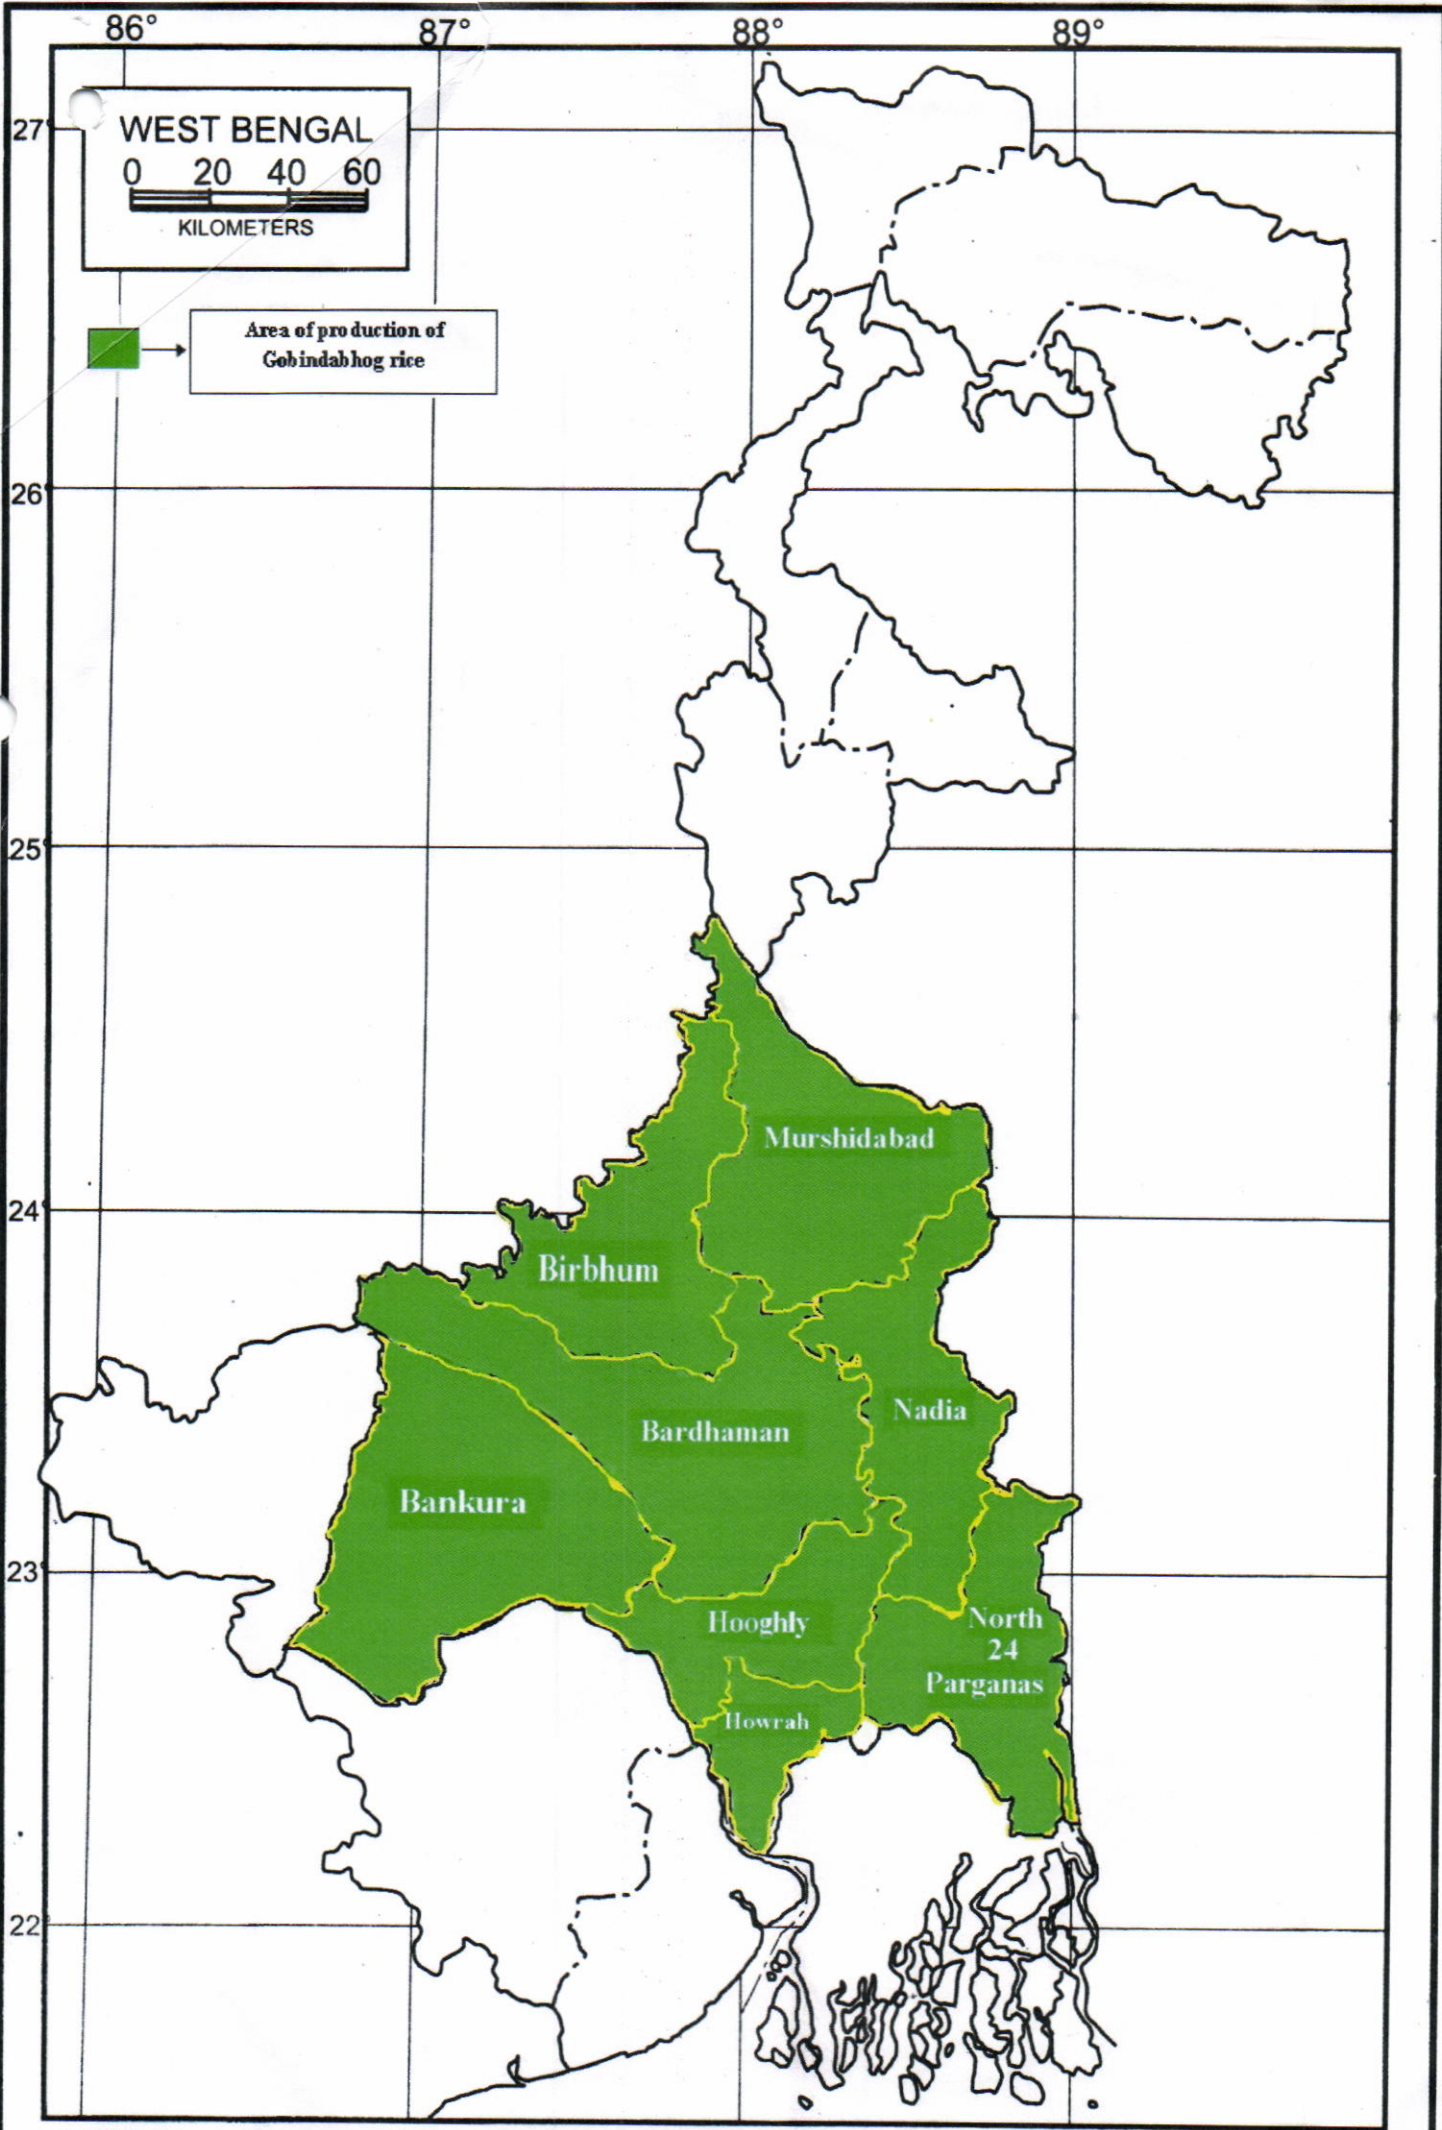 86° 87° 88° 89°
WEST BENGAL
0 20 40 60
KILOMETERS
Area of production of
Gobindabhog rice
27°
26°
25°
24°
23°
22°
Murshidabad
Birbhum
Nadia
Bardhaman
Bankura
North
24
Parganas
Hooghly
Howrah